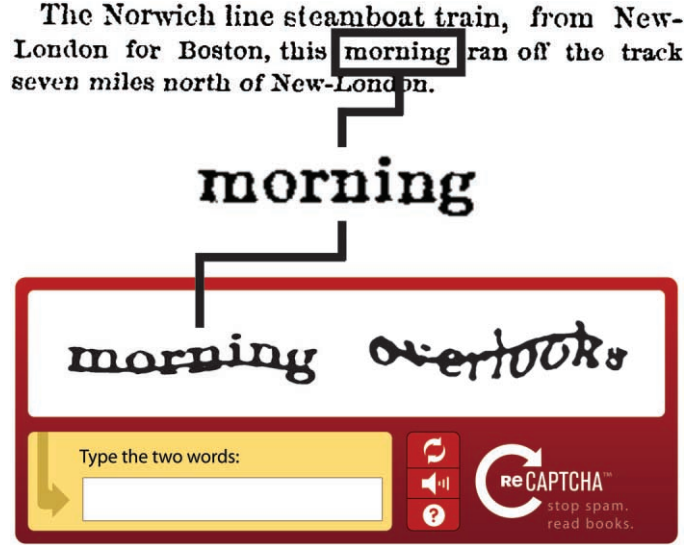 The Norwich line steamboat train, from New-
London for Boston, this morning ran off the track
seven miles north of New-London.
morning
morning overlooks
Type the two words:
?
reCAPTCHA™
stop spam.
read books.